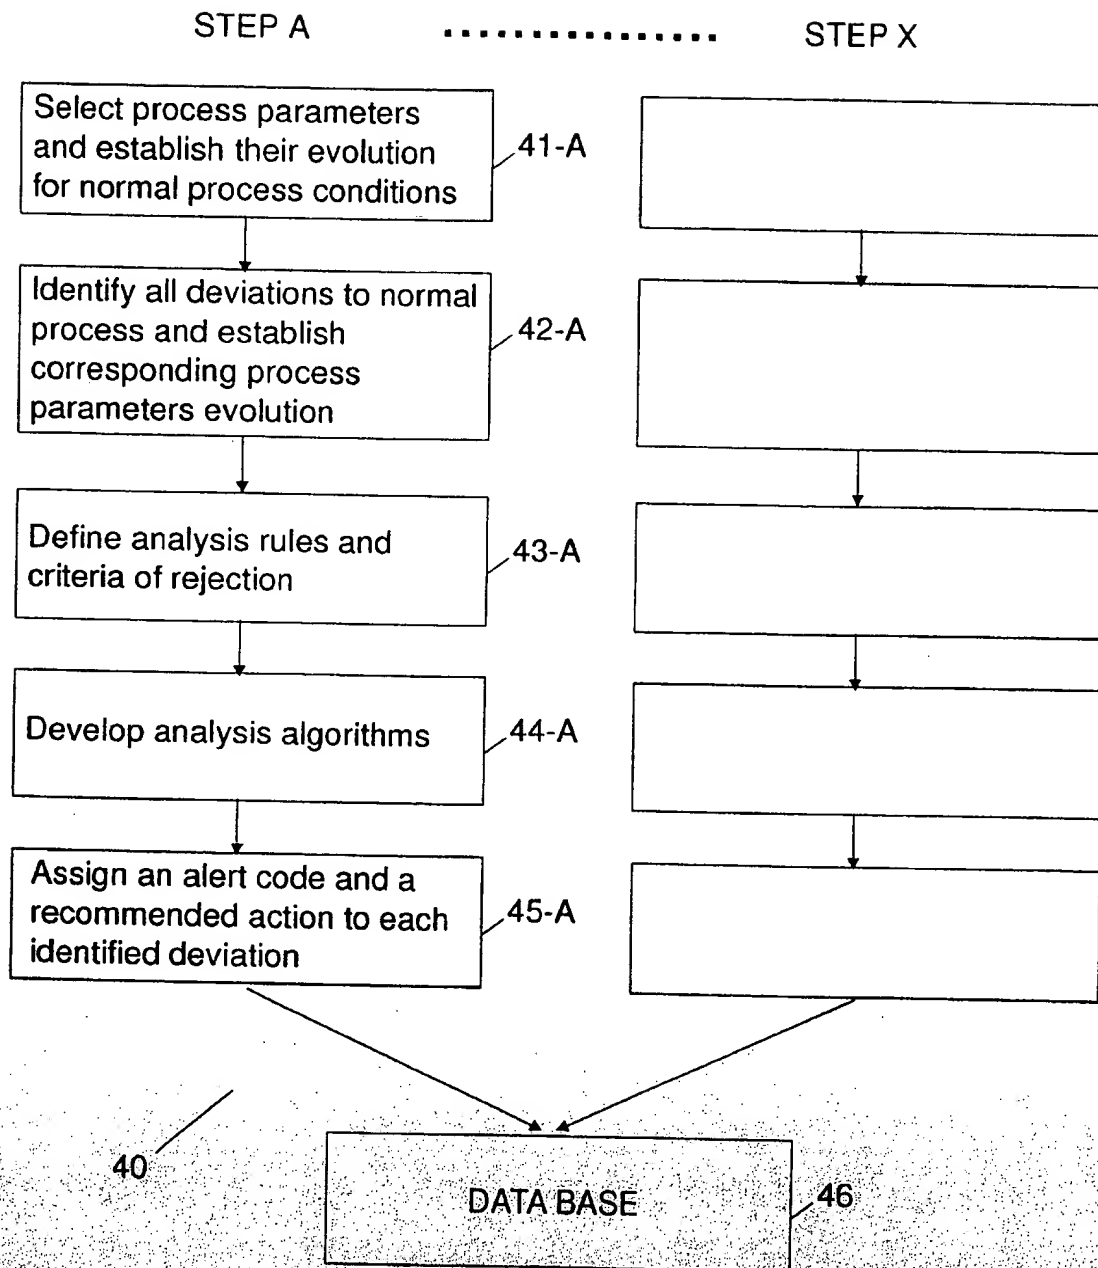 STEP A ................ STEP X
Select process parameters
and establish their evolution
for normal process conditions
41-A
Identify all deviations to normal
process and establish
corresponding process
parameters evolution
42-A
Define analysis rules and
criteria of rejection
43-A
Develop analysis algorithms
44-A
Assign an alert code and a
recommended action to each
identified deviation
45-A
40
DATA BASE
46